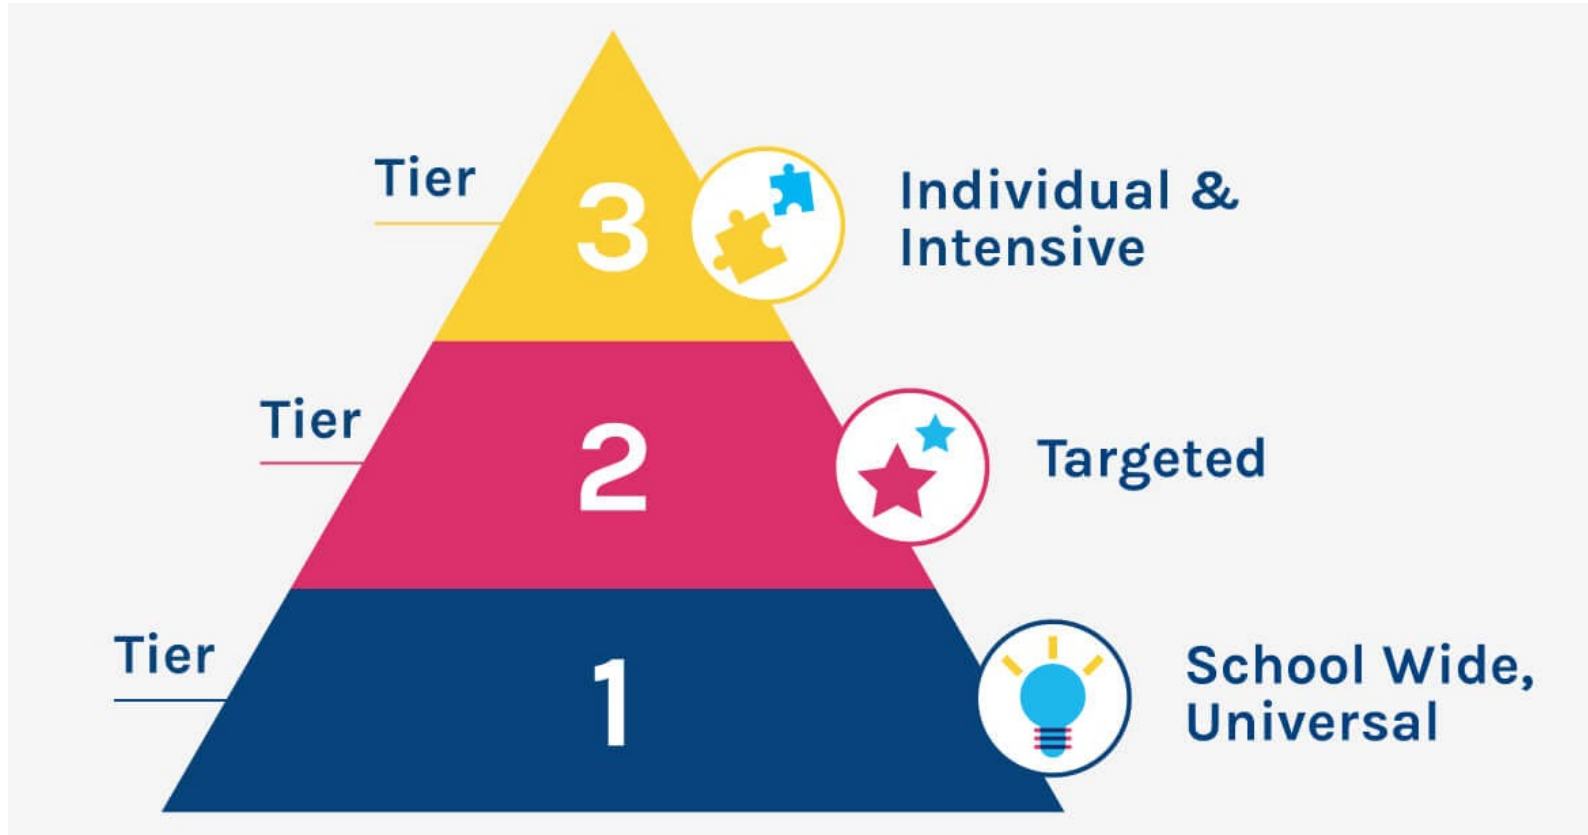 Tier
3
Individual &
Intensive
Tier
2
Targeted
Tier
1
School Wide,
Universal